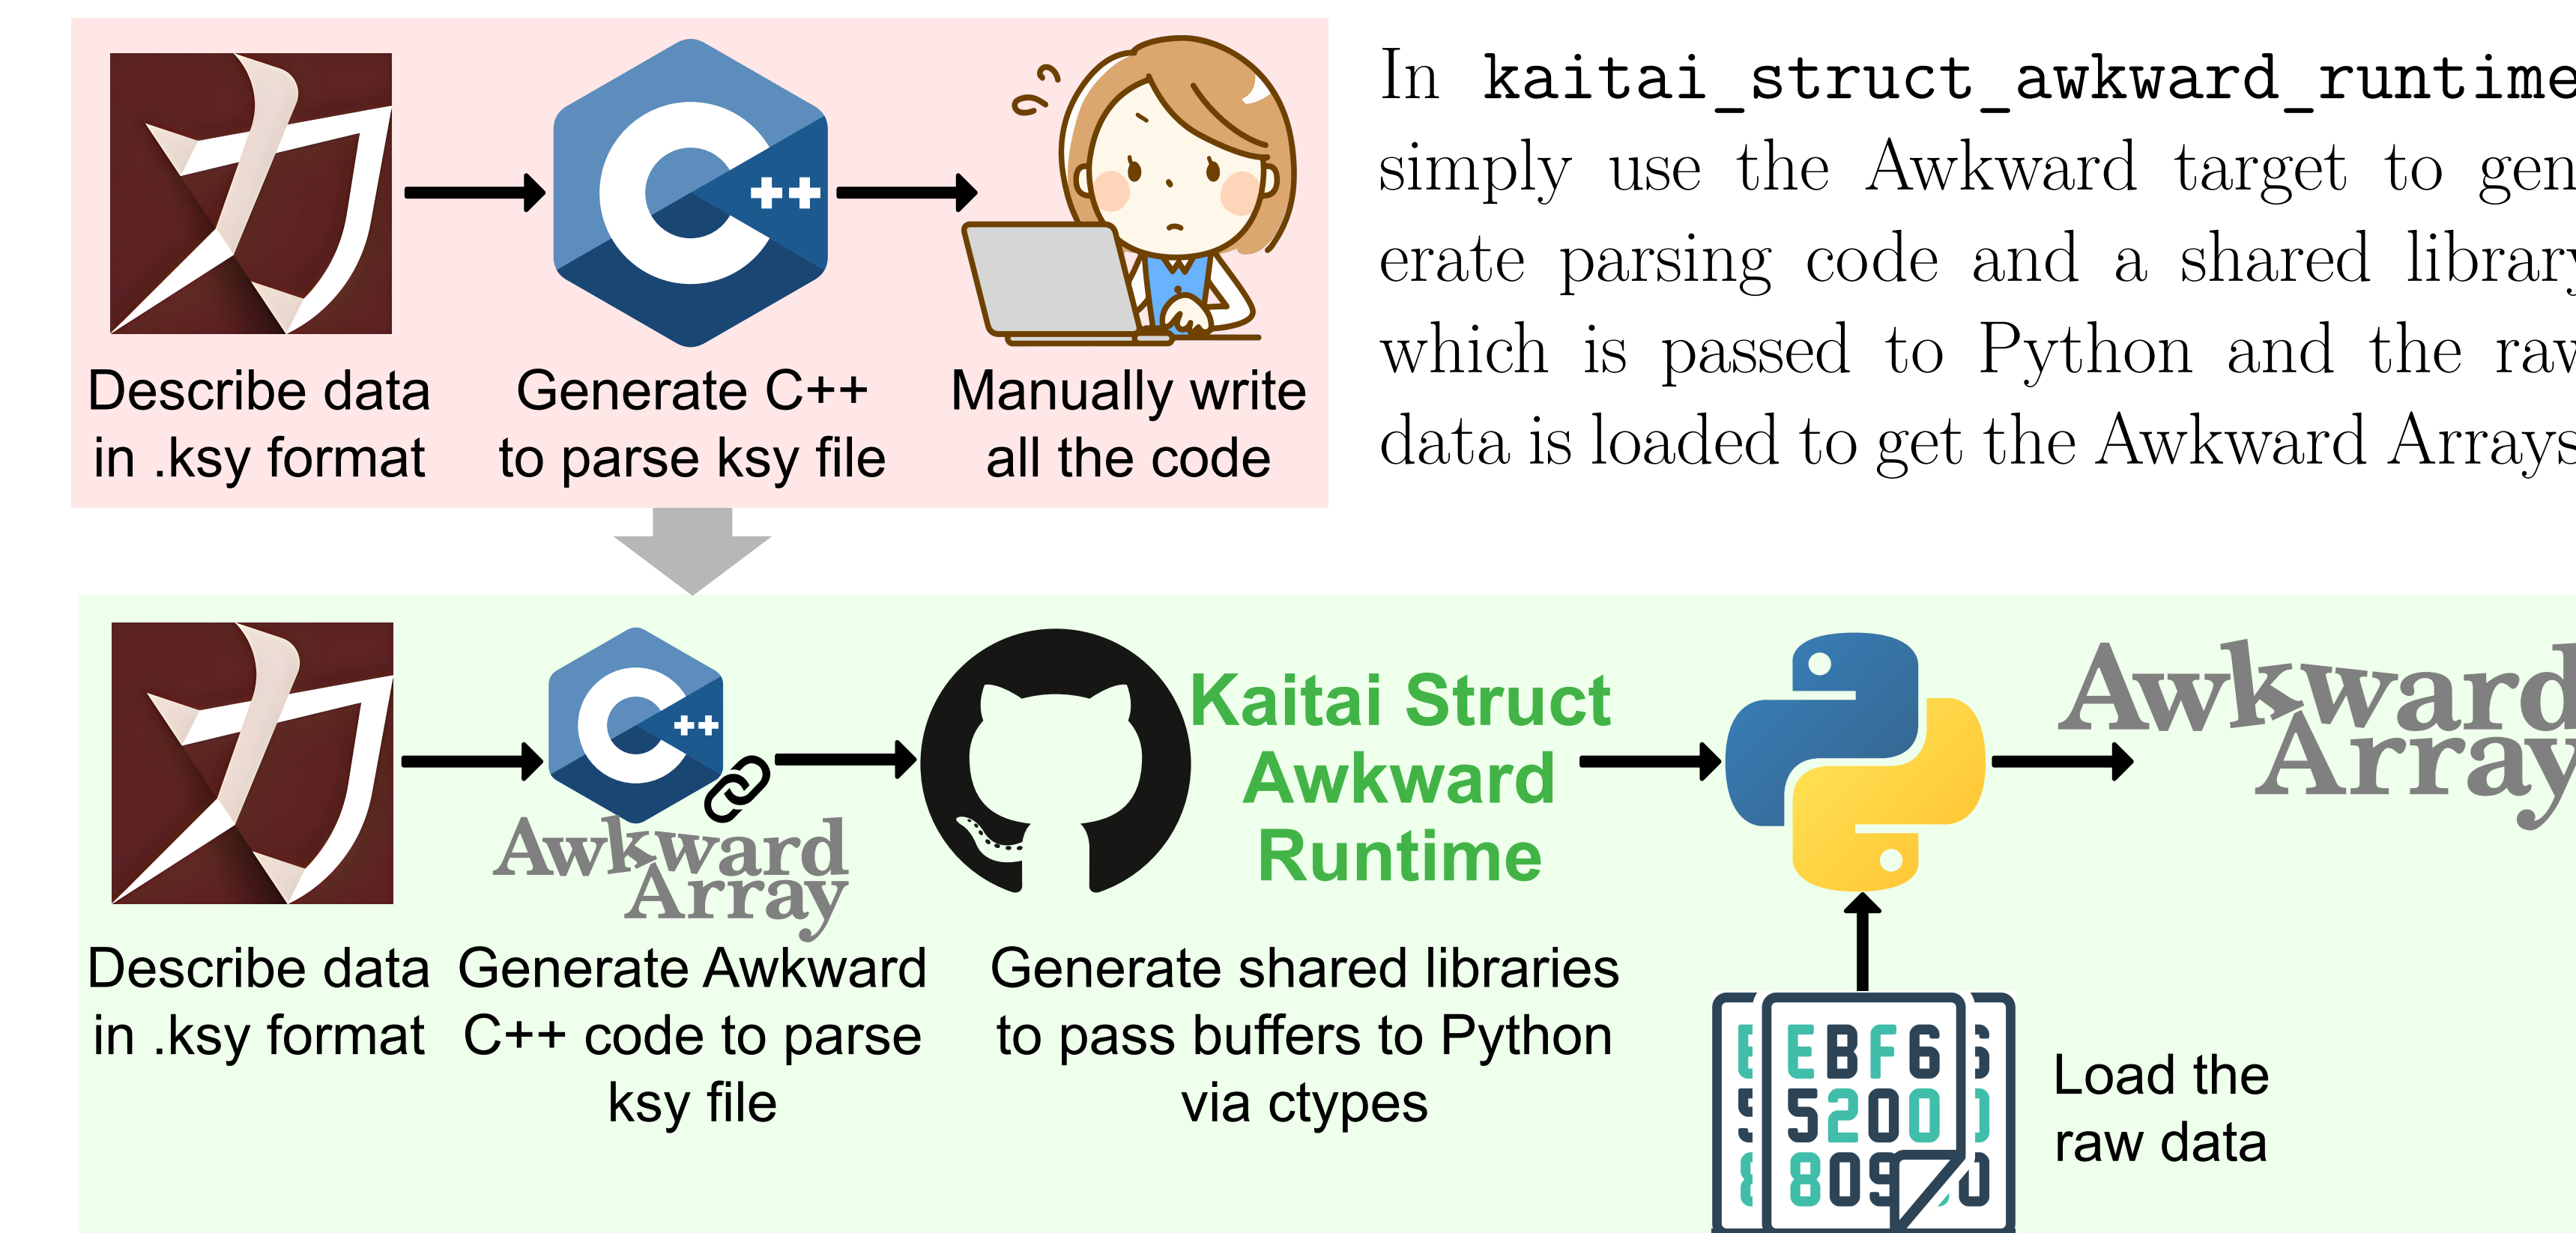 Describe data
in .ksy format
Generate C++
to parse ksy file
Manually write
all the code
In kaitai_struct_awkward_runtime
simply use the Awkward target to gen
erate parsing code and a shared library
which is passed to Python and the raw
data is loaded to get the Awkward Arrays
++
++
Awkward
Array
Kaitai Struct
Awkward
Runtime
Awkward
Array
Describe data
in .ksy format
Generate Awkward
C++ code to parse
ksy file
Generate shared libraries
to pass buffers to Python
via ctypes
EBF6
5200
809
Load the
raw data